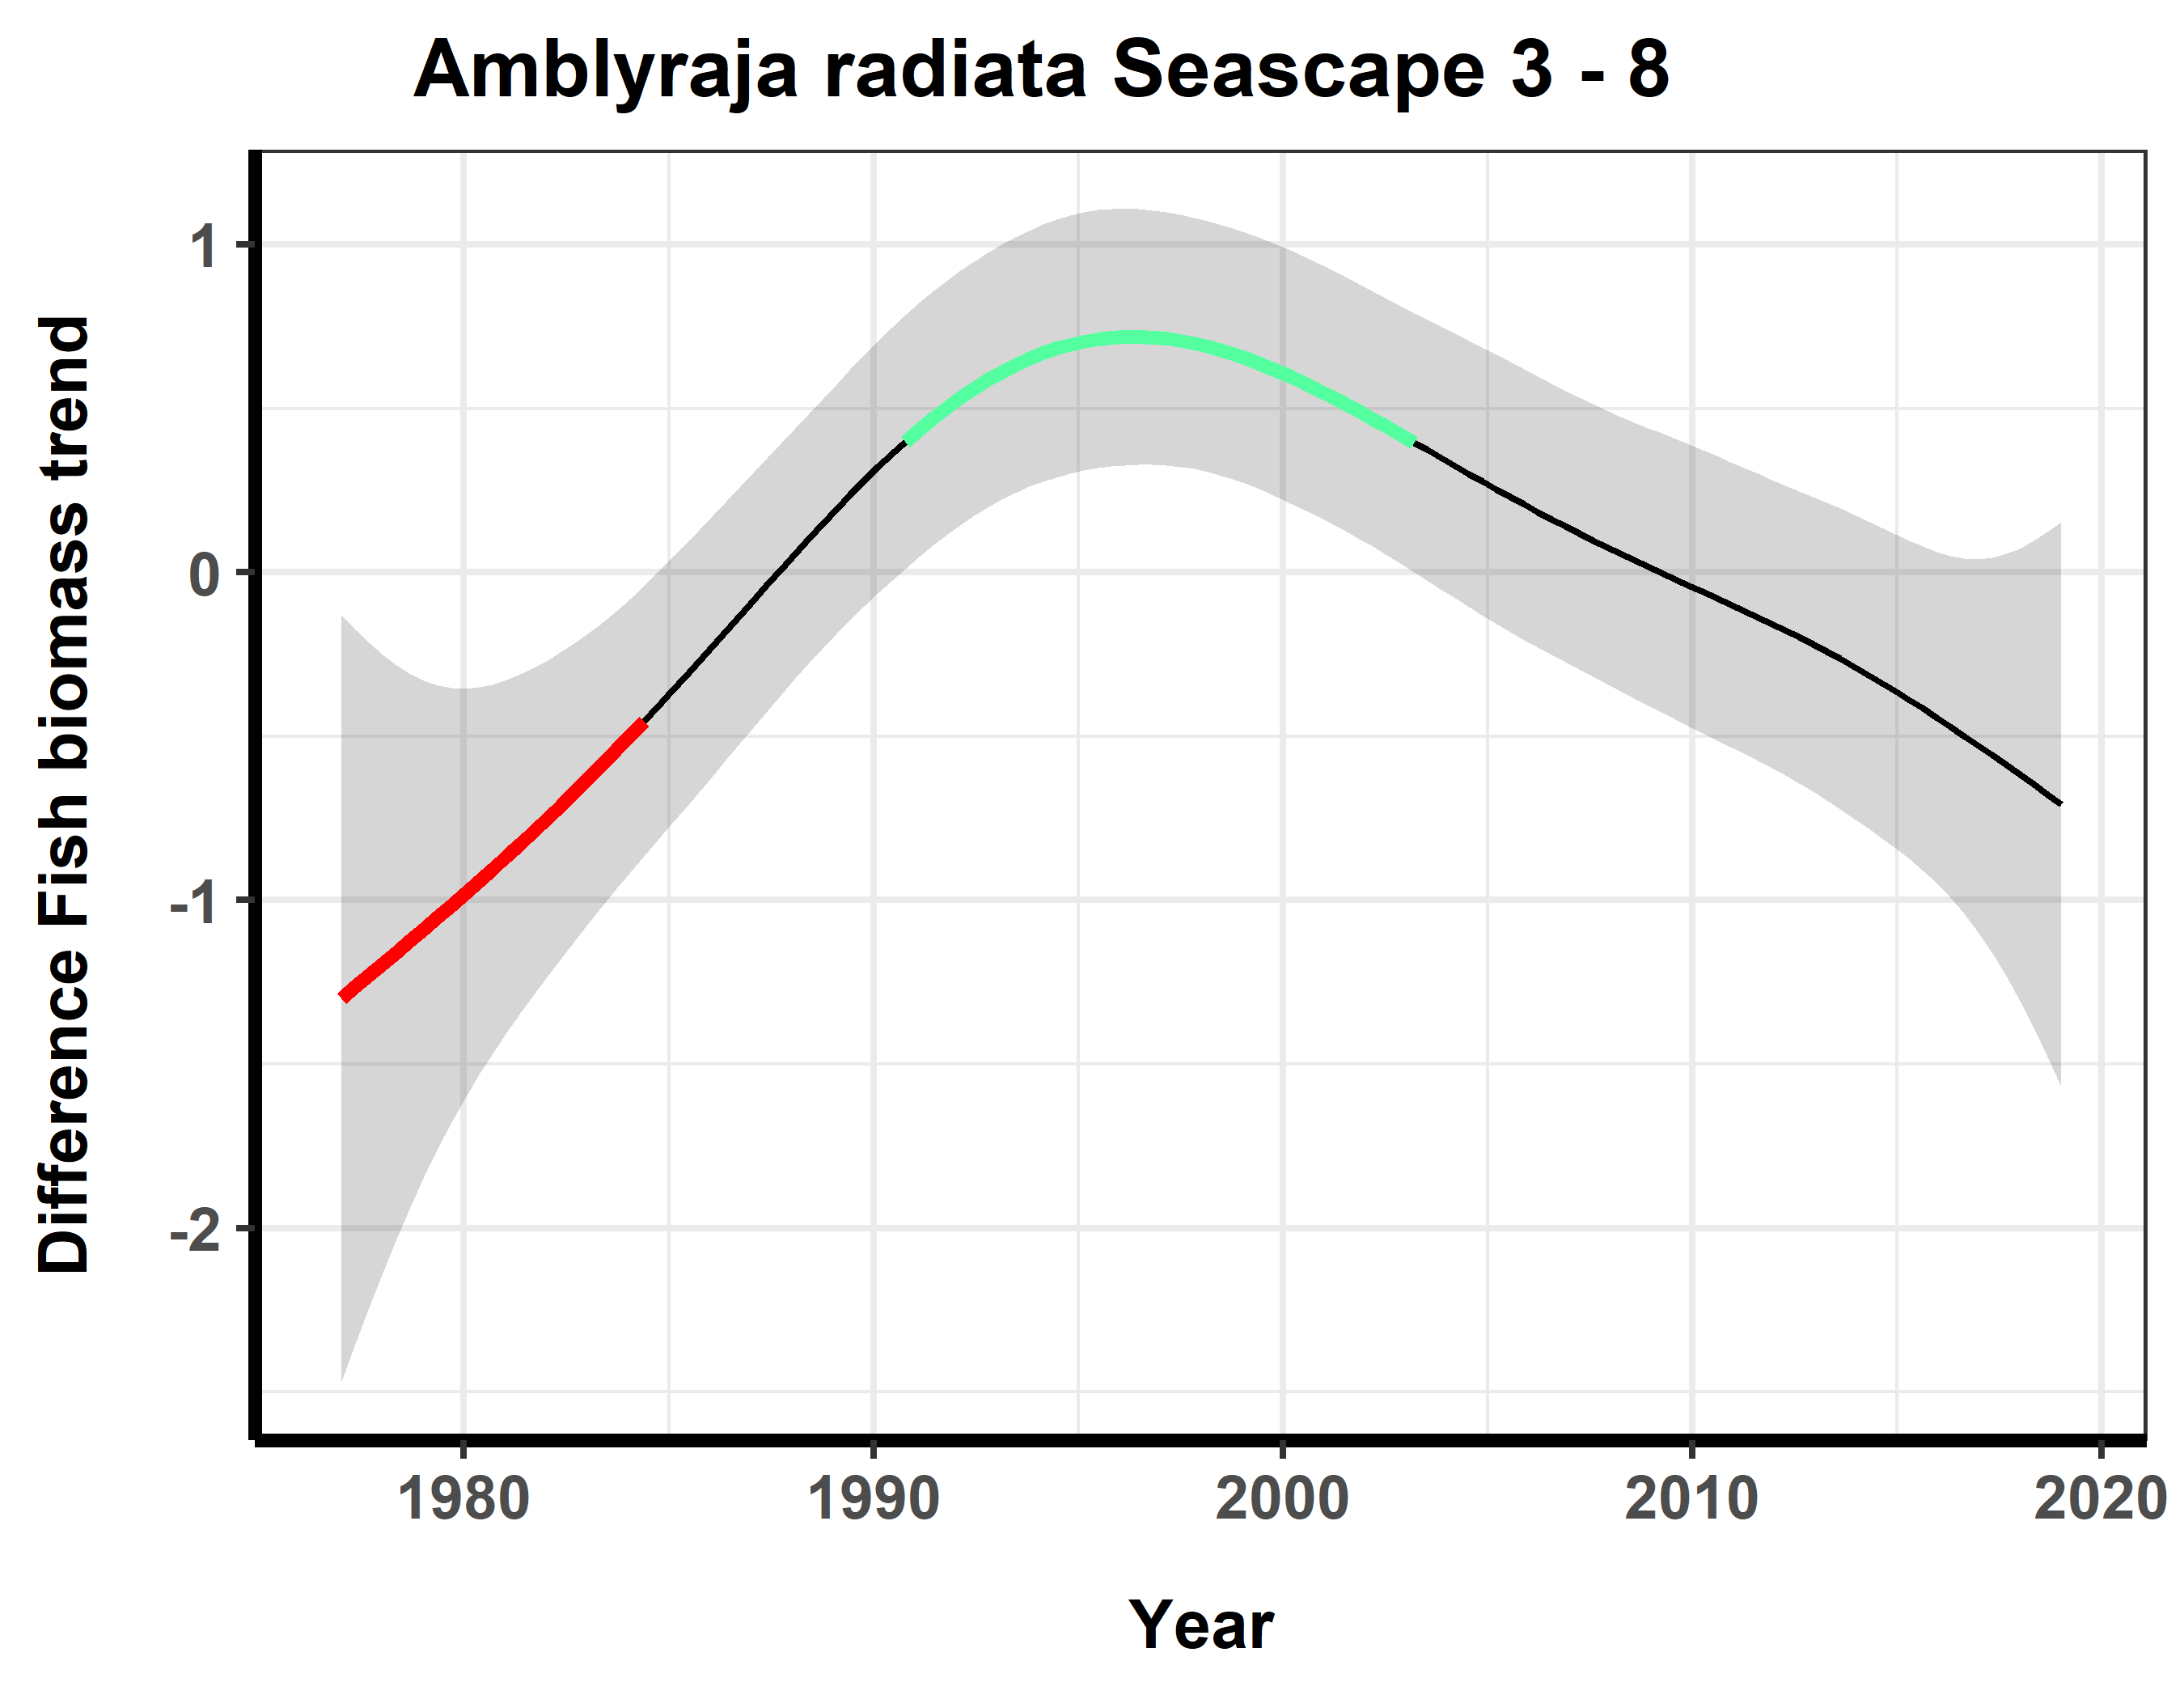 Amblyraja radiata Seascape 3 - 8
Difference Fish biomass trend
1
0
-1
-2
1980 1990 2000 2010 2020
Year